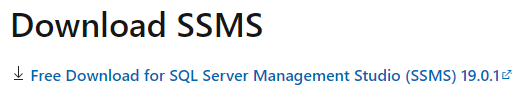 Download SSMS
Free Download for SQL Server Management Studio (SSMS) 19.0.1